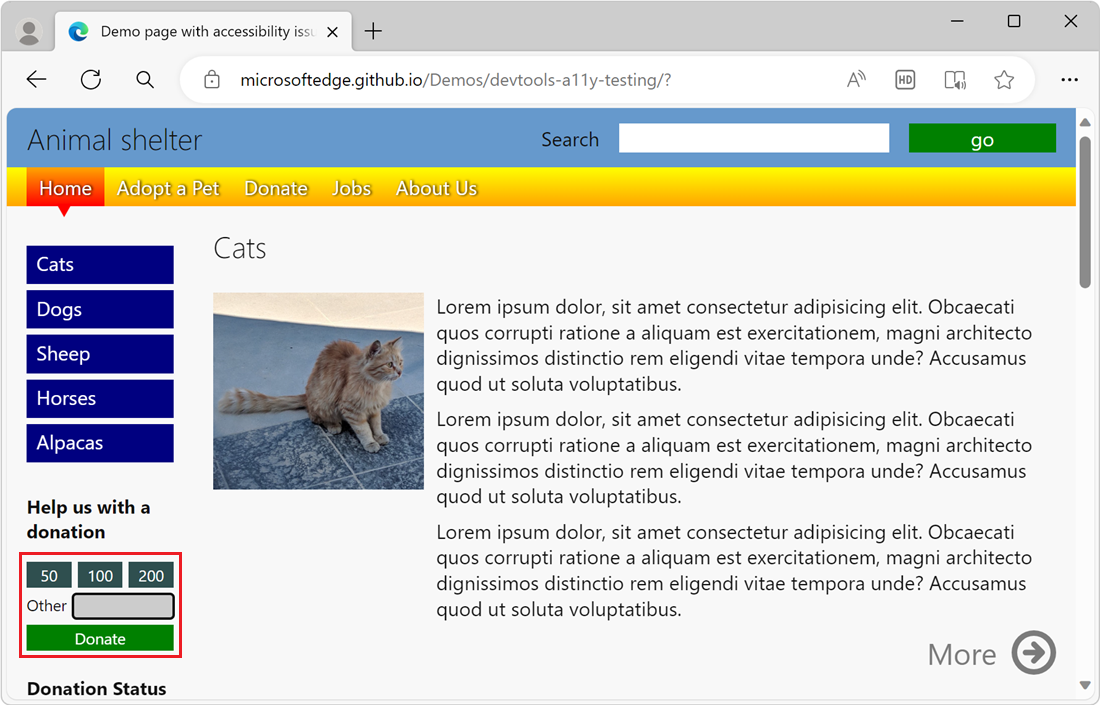 Demo page with accessibility issu
microsoftedge.github.io/Demos/devtools-a11y-testing/?
A
HD
Animal shelter
Search
go
Home
Adopt a Pet
Donate
Jobs
About Us
Cats
Dogs
Sheep
Horses
Alpacas
Help us with a
donation
50
100
200
Other
Donate
Donation Status
Cats
Lorem ipsum dolor, sit amet consectetur adipisicing elit. Obcaecati
quos corrupti ratione a aliquam est exercitationem, magni architecto
dignissimos distinctio rem eligendi vitae tempora unde? Accusamus
quod ut soluta voluptatibus.
Lorem ipsum dolor, sit amet consectetur adipisicing elit. Obcaecati
quos corrupti ratione a aliquam est exercitationem, magni architecto
dignissimos distinctio rem eligendi vitae tempora unde? Accusamus
quod ut soluta voluptatibus.
Lorem ipsum dolor, sit amet consectetur adipisicing elit. Obcaecati
quos corrupti ratione a aliquam est exercitationem, magni architecto
dignissimos distinctio rem eligendi vitae tempora unde? Accusamus
quod ut soluta voluptatibus.
More